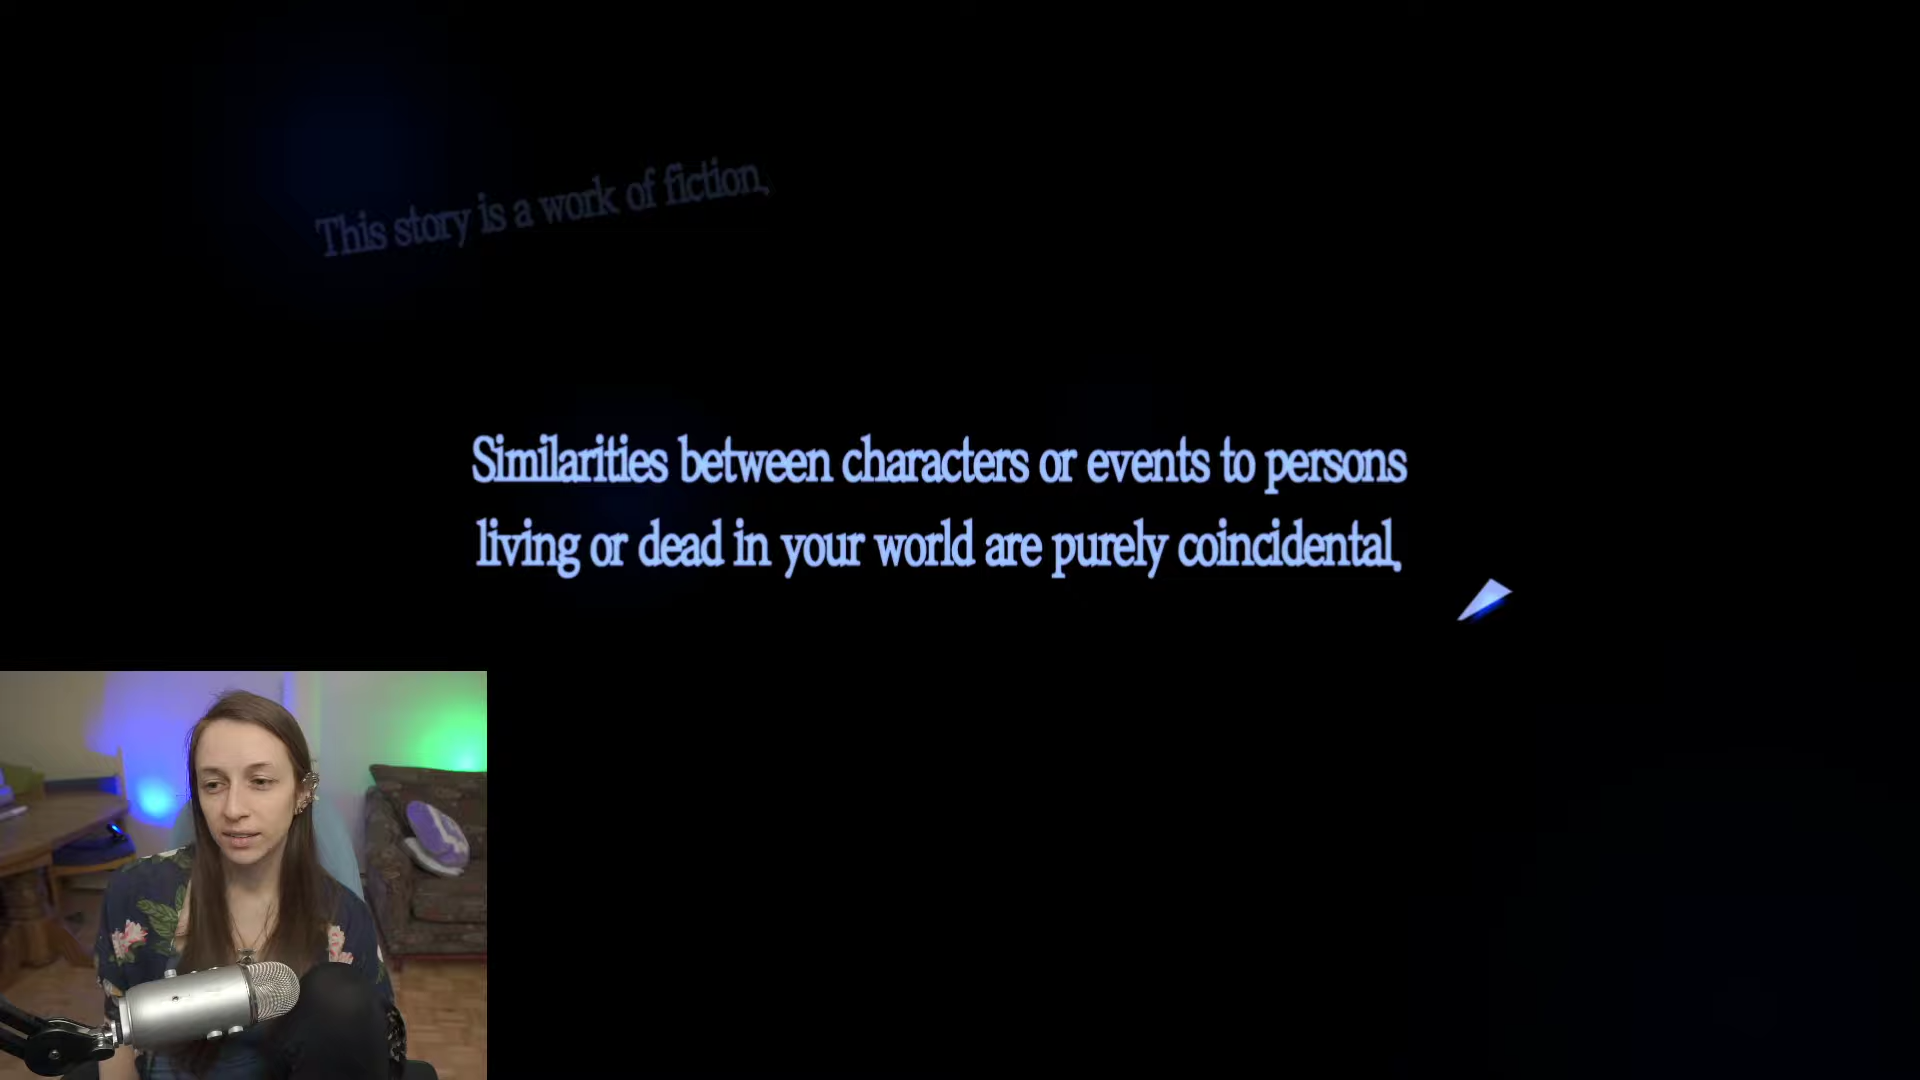 This story is a work of fiction,
Similarities between characters or events to persons
living or dead in your world are purely coincidental,